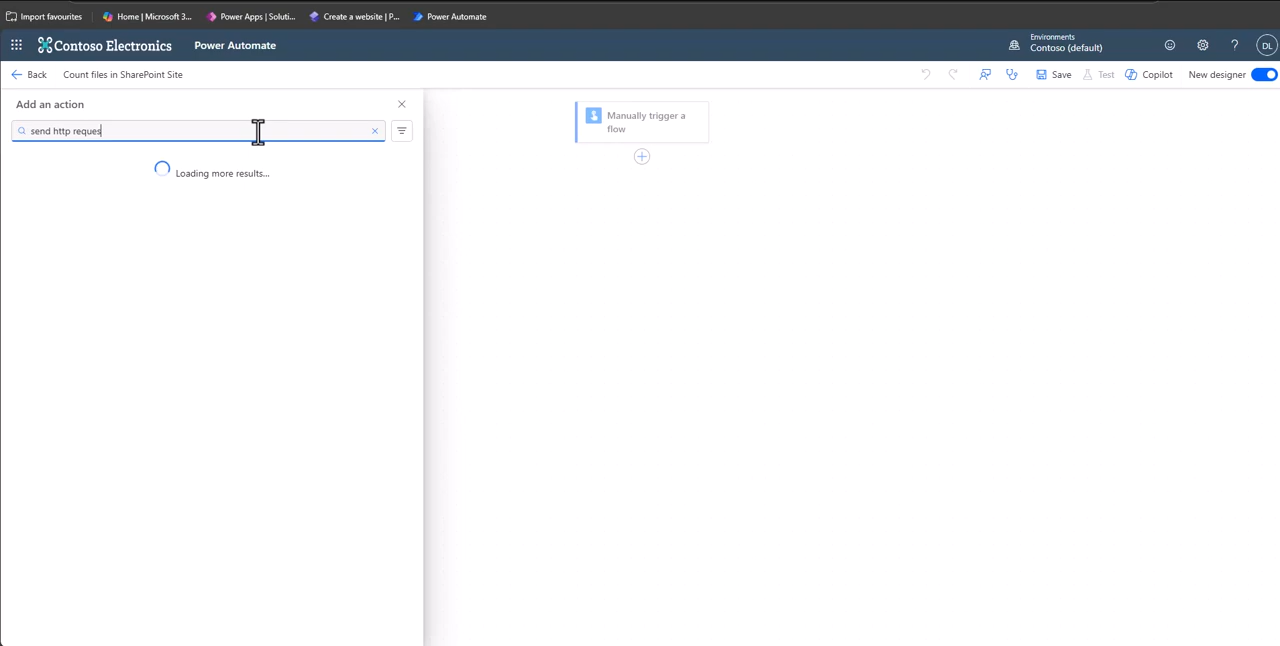 Import favourites
Home | Microsoft 3...
Power Apps | Soluti...
Create a website | P...
Power Automate
Contoso Electronics
Power Automate
Environments
Contoso (default)
DL
Back
Count files in SharePoint Site
Save
Test
Copilot
New designer
Add an action
send http reques
Loading more results...
Manually trigger a
flow